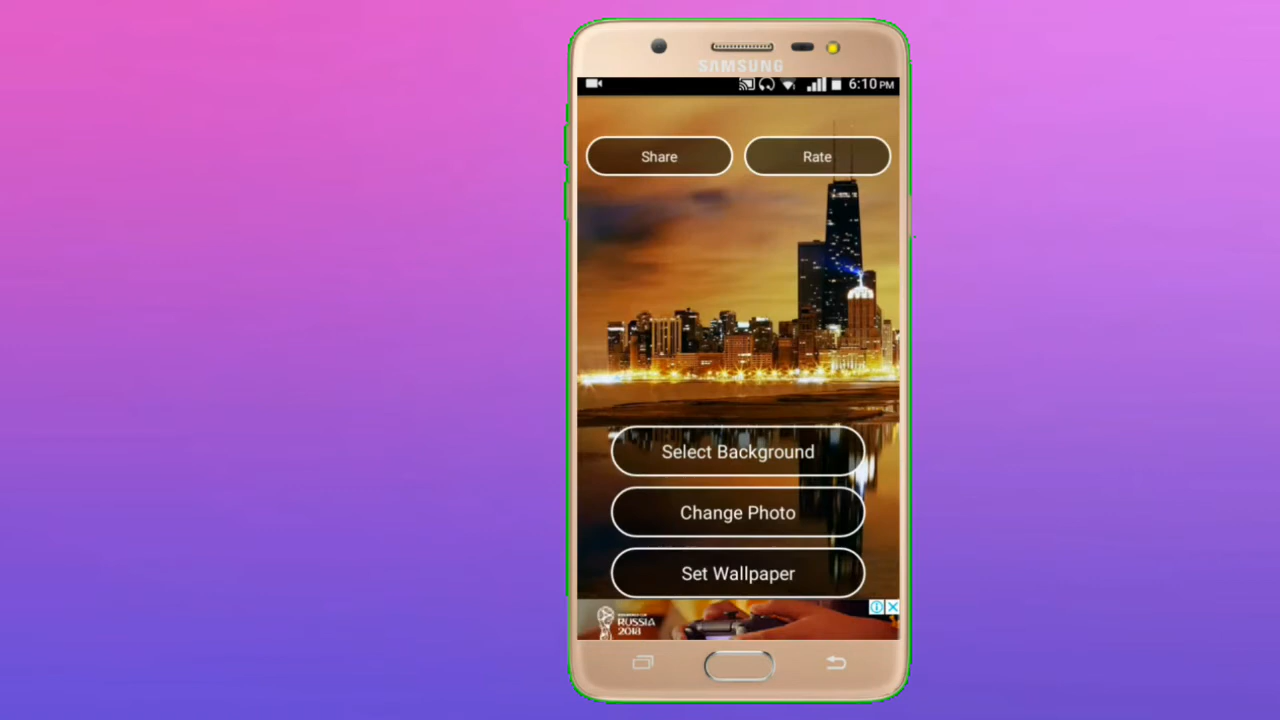 SAMSUNG
6:10 PM
Share
Rate
Select Background
Change Photo
Set Wallpaper
RUSSIA
2018